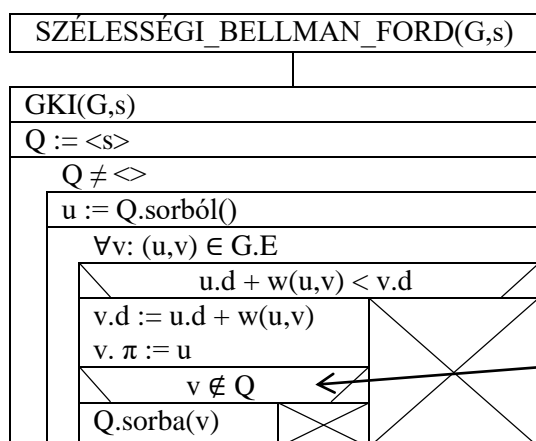 SZÉLESSÉGI_BELLMAN_FORD(G,s)
GKI(G,s)
Q := <s>
Q ≠ <>
u := Q.sorból()
∀v: (u,v) ∈ G.E
u.d + w(u,v) < v.d
v.d := u.d + w(u,v)
v. π := u
v ∉ Q
Q.sorba(v)